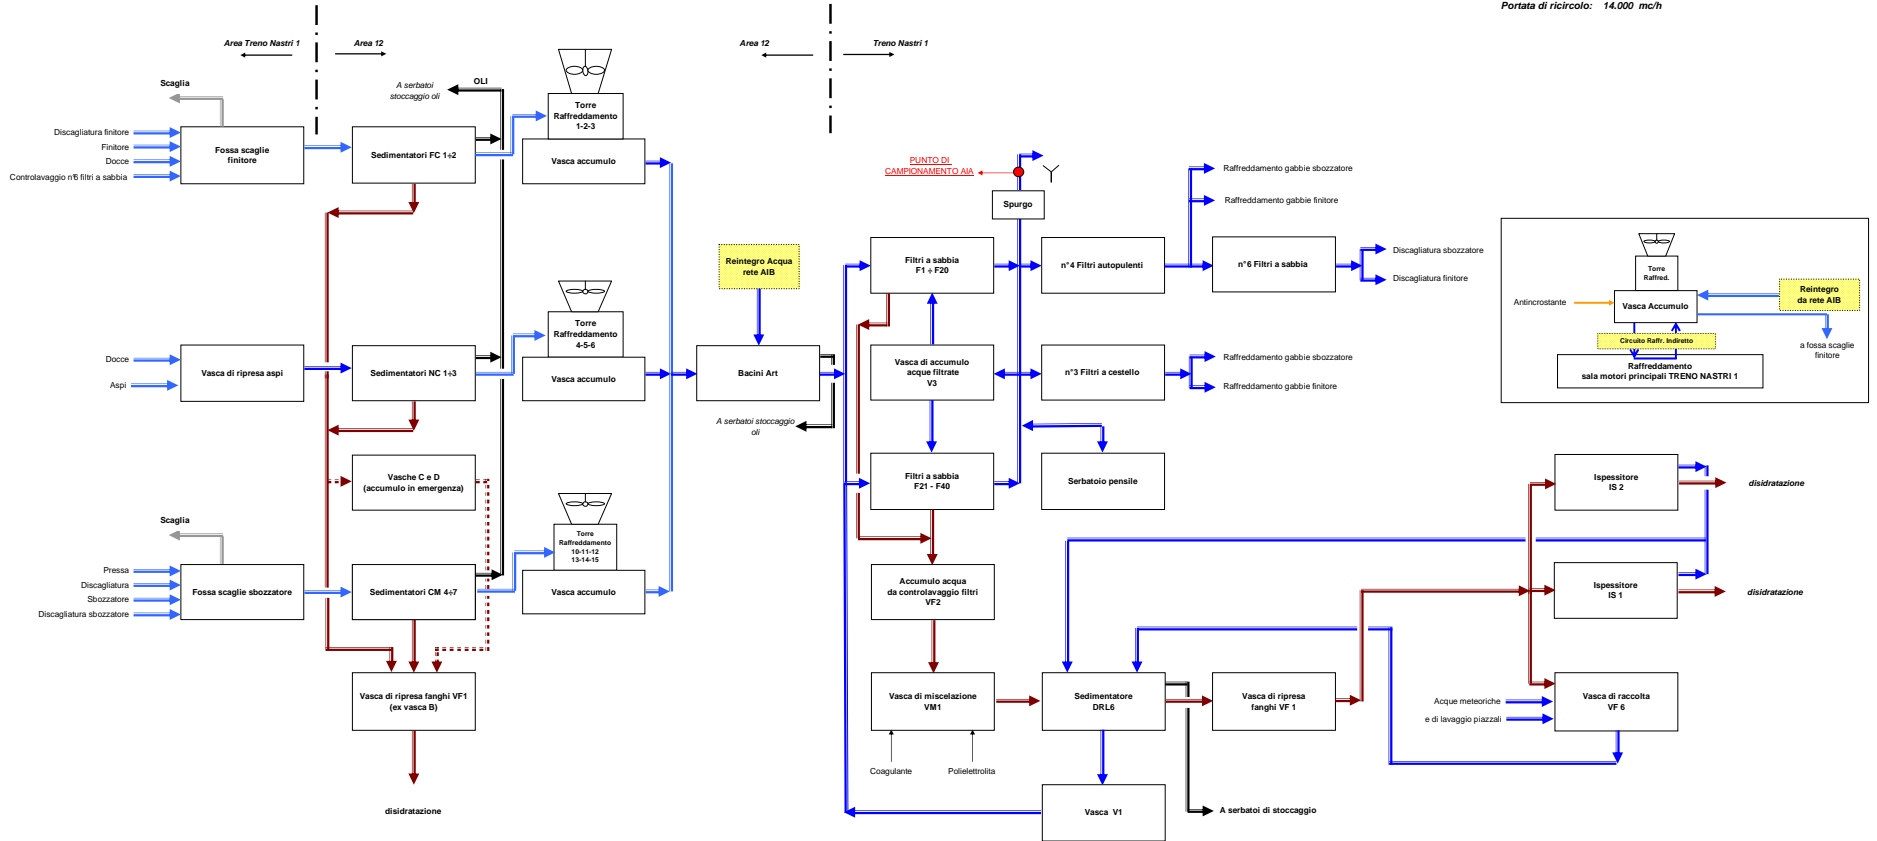 Portata di ricircolo: 14.000 mc/h
Area Treno Nastri 1
Area 12
Area 12
Treno Nastri 1
Scaglia
A serbatoi
stoccaggio oli
OLI
Torre
Raffreddamento
1-2-3
Discagliatura finitore
Finitore
Docce
Controlavaggio n°6 filtri a sabbia
Fossa scaglie
finitore
Sedimentatori FC 1÷2
Vasca accumulo
PUNTO DI
CAMPIONAMENTO AIA
Spurgo
Raffreddamento gabbie sbozzatore
Raffreddamento gabbie finitore
Reintegro Acqua
rete AIB
Filtri a sabbia
F1 ÷ F20
n°4 Filtri autopulenti
n°6 Filtri a sabbia
Discagliatura sbozzatore
Discagliatura finitore
Torre
Raffred.
Antincrostante
Vasca Accumulo
Reintegro
da rete AIB
Circuito Raffr. Indiretto
a fossa scaglie
finitore
Raffreddamento
sala motori principali TRENO NASTRI 1
Torre
Raffreddamento
4-5-6
Docce
Aspi
Vasca di ripresa aspi
Sedimentatori NC 1÷3
Vasca accumulo
Bacini Art
A serbatoi stoccaggio
oli
Vasca di accumulo
acque filtrate
V3
n°3 Filtri a cestello
Raffreddamento gabbie sbozzatore
Raffreddamento gabbie finitore
Vasche C e D
(accumulo in emergenza)
Filtri a sabbia
F21 - F40
Serbatoio pensile
Ispessitore
IS 2
disidratazione
Scaglia
Torre
Raffreddamento
10-11-12
13-14-15
Pressa
Discagliatura
Sbozzatore
Discagliatura sbozzatore
Fossa scaglie sbozzatore
Sedimentatori CM 4÷7
Vasca accumulo
Accumulo acqua
da controlavaggio filtri
VF2
Ispessitore
IS 1
disidratazione
Vasca di ripresa fanghi VF1
(ex vasca B)
Vasca di miscelazione
VM1
Sedimentatore
DRL6
Vasca di ripresa
fanghi VF 1
Acque meteoriche
e di lavaggio piazzali
Vasca di raccolta
VF 6
Coagulante
Polielettrolita
disidratazione
Vasca V1
A serbatoi di stoccaggio